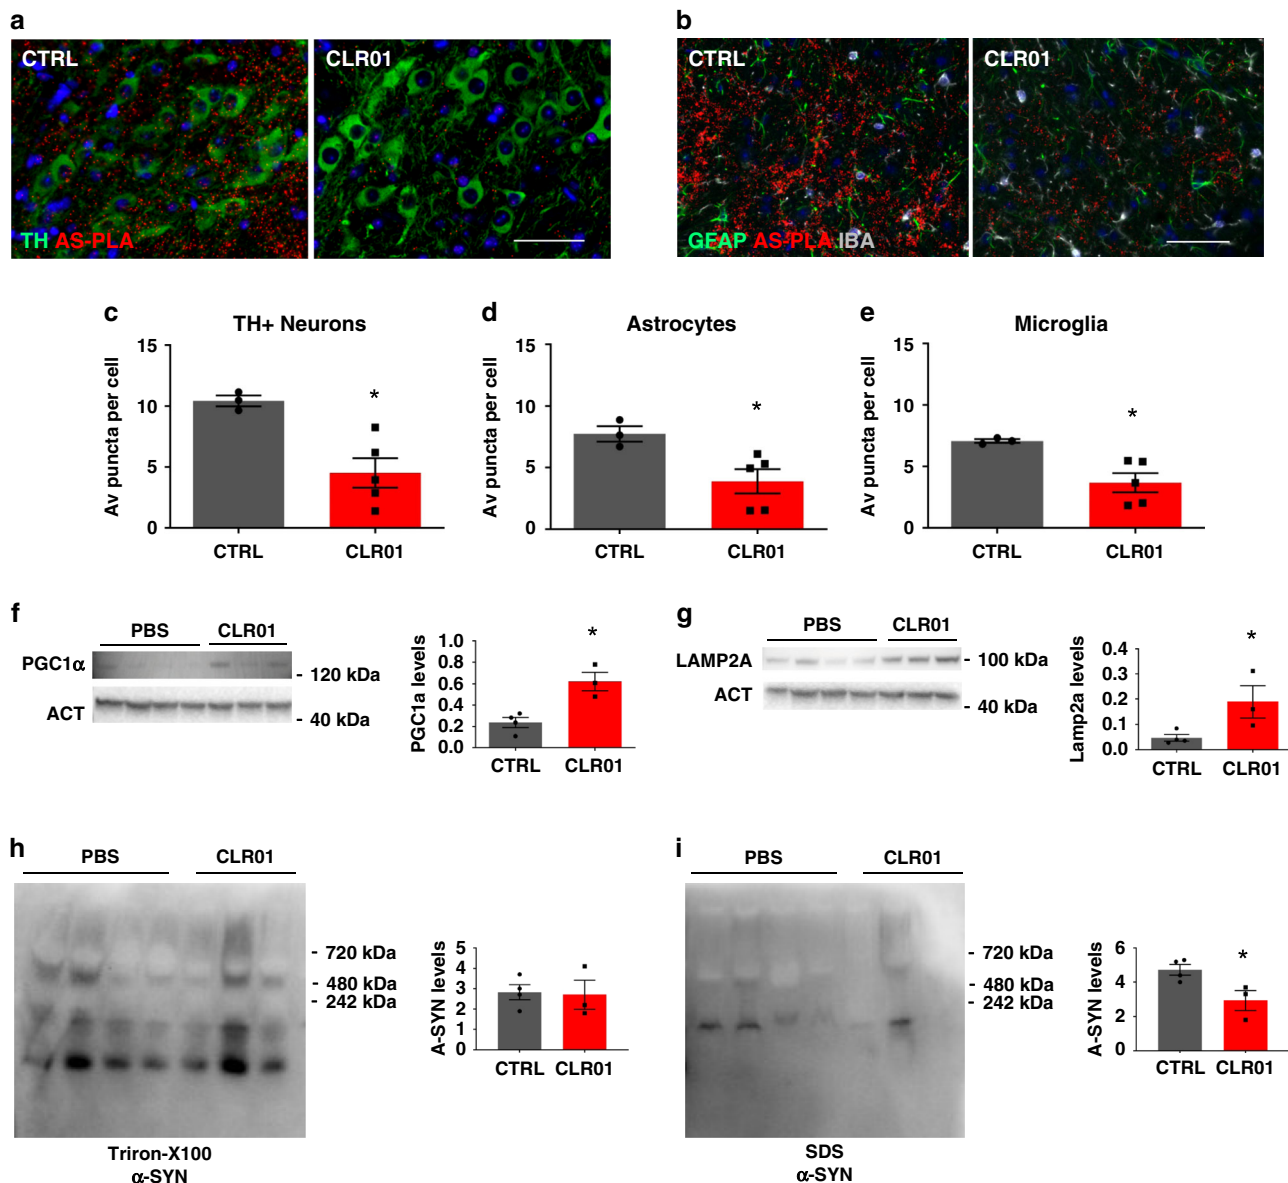 a
CTRL
CLR01
TH AS-PLA
b
CTRL
CLR01
GFAP AS-PLA IBA
c
TH+ Neurons
Av puncta per cell
15
10
5
0
*
CTRL
CLR01
d
Astrocytes
Av puncta per cell
15
10
5
0
*
CTRL
CLR01
e
Microglia
Av puncta per cell
15
10
5
0
*
CTRL
CLR01
f
PBS
CLR01
PGC1α
- 120 kDa
ACT
- 40 kDa
PGC1a levels
1.0
0.8
0.6
0.4
0.2
0.0
*
CTRL
CLR01
g
PBS
CLR01
LAMP2A
- 100 kDa
ACT
- 40 kDa
Lamp2a levels
0.4
0.3
0.2
0.1
0.0
*
CTRL
CLR01
h
PBS
CLR01
- 720 kDa
- 480 kDa
- 242 kDa
Triron-X100
α-SYN
A-SYN levels
5
4
3
2
1
0
CTRL CLR01
i
PBS
CLR01
- 720 kDa
- 480 kDa
- 242 kDa
SDS
α-SYN
A-SYN levels
6
4
2
0
*
CTRL CLR01